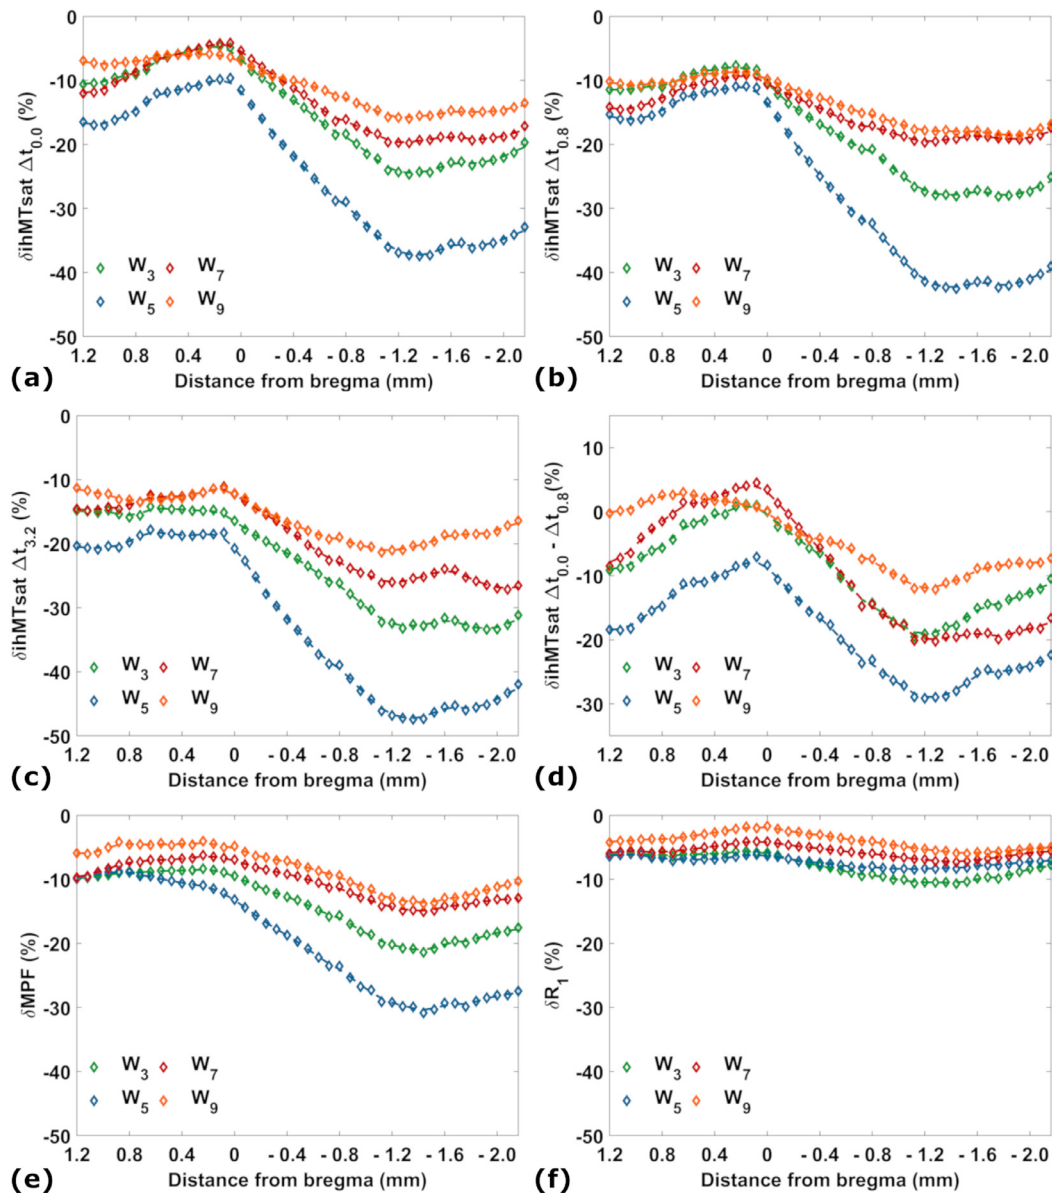 0
-10
-20
-30
-40
-50
δihMTsat Δt0.0 (%)
W3 W7
W5 W9
1.2 0.8 0.4 0 - 0.4 - 0.8 - 1.2 - 1.6 - 2.0
Distance from bregma (mm)
(a)
0
-10
-20
-30
-40
-50
δihMTsat Δt0.8 (%)
W3 W7
W5 W9
1.2 0.8 0.4 0 - 0.4 - 0.8 - 1.2 - 1.6 - 2.0
Distance from bregma (mm)
(b)
0
-10
-20
-30
-40
-50
δihMTsat Δt3.2 (%)
W3 W7
W5 W9
1.2 0.8 0.4 0 - 0.4 - 0.8 - 1.2 - 1.6 - 2.0
Distance from bregma (mm)
(c)
10
0
-10
-20
-30
δihMTsat Δt0.0 - Δt0.8(%)
W3 W7
W5 W9
1.2 0.8 0.4 0 - 0.4 - 0.8 - 1.2 - 1.6 - 2.0
Distance from bregma (mm)
(d)
0
-10
-20
-30
-40
-50
δMPF (%)
W3 W7
W5 W9
1.2 0.8 0.4 0 - 0.4 - 0.8 - 1.2 - 1.6 - 2.0
Distance from bregma (mm)
(e)
0
-10
-20
-30
-40
-50
δR1 (%)
W3 W7
W5 W9
1.2 0.8 0.4 0 - 0.4 - 0.8 - 1.2 - 1.6 - 2.0
Distance from bregma (mm)
(f)